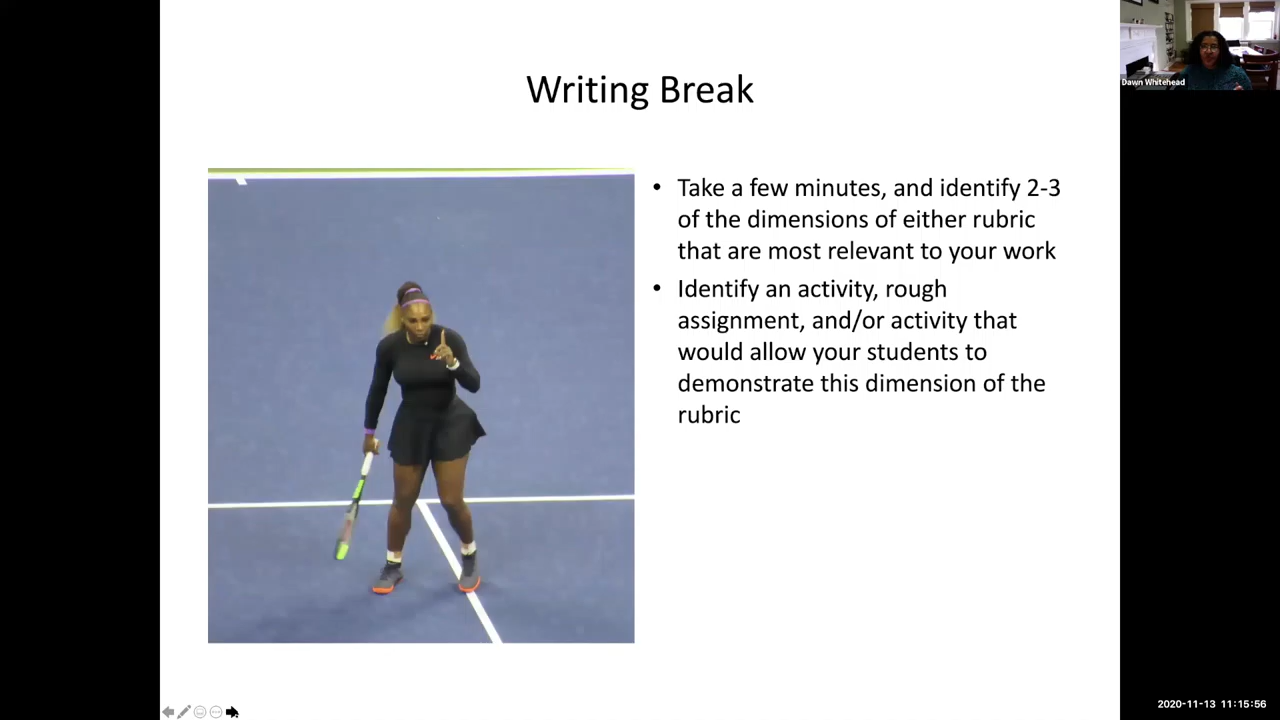 Writing Break
• Take a few minutes, and identify 2-3
of the dimensions of either rubric
that are most relevant to your work
• Identify an activity, rough
assignment, and/or activity that
would allow your students to
demonstrate this dimension of the
rubric
Dawn Whitehead
2020-11-13 11:15:56